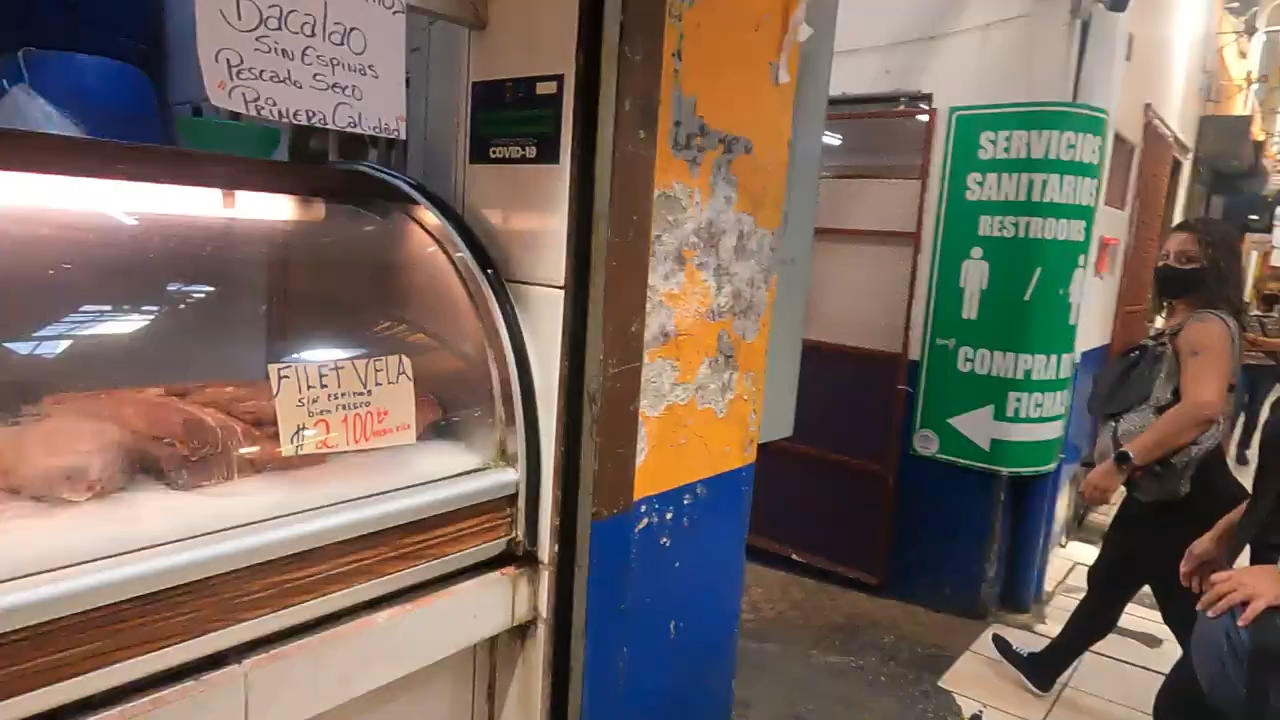 Bacalao
Sin Espinas
Pescado Seco
"Primera Calidad"
COVID-19
FILET VELA
SIN ESPINAS
bien FRESCO
₡ 2.100
SERVICIOS
SANITARIOS
RESTROOMS
/
COMPRA
FICHAS